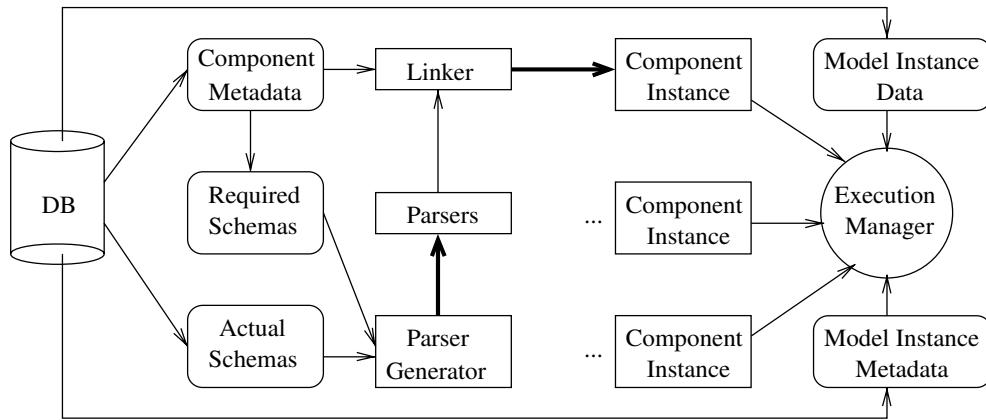 Component
Metadata
Linker
Component
Instance
Model Instance
Data
DB
Required
Schemas
Parsers
...
Component
Instance
Execution
Manager
Actual
Schemas
Parser
Generator
...
Component
Instance
Model Instance
Metadata